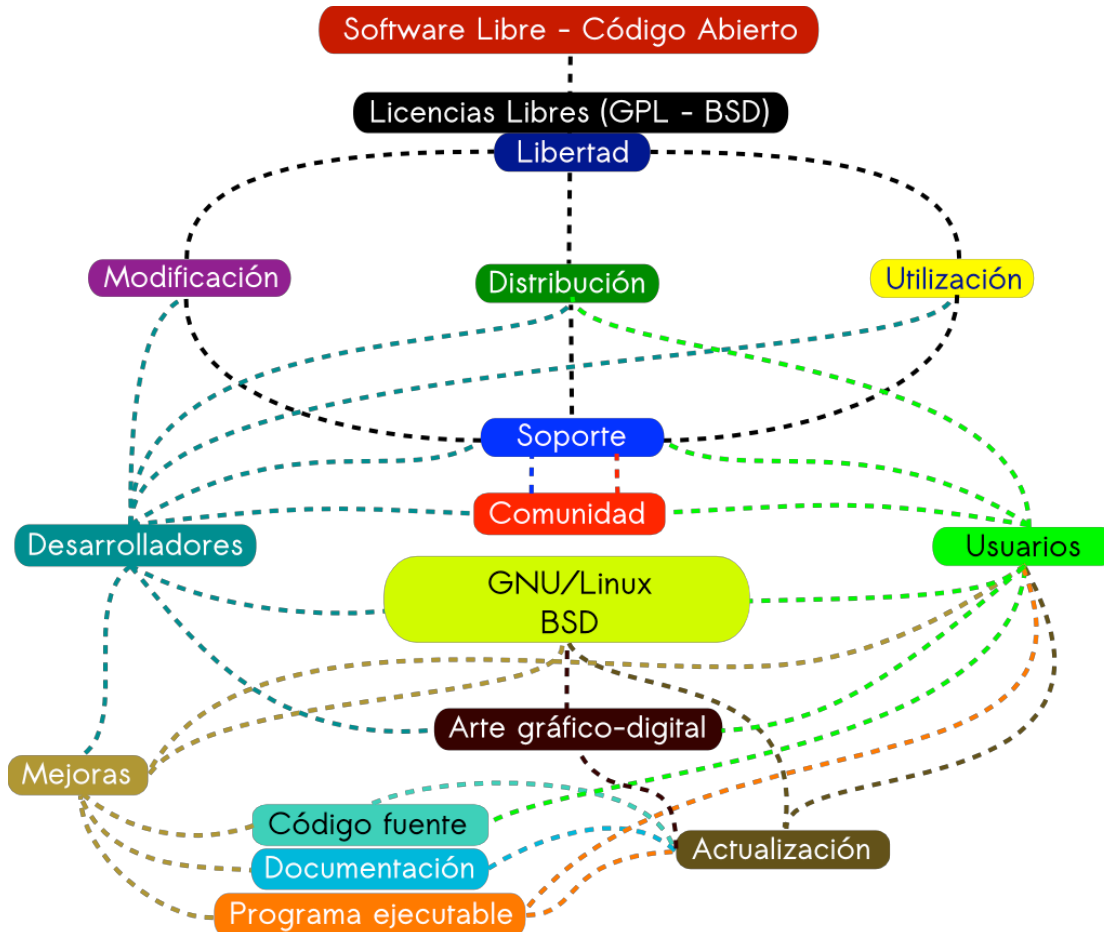 Software Libre - Código Abierto
Licencias Libres (GPL - BSD)
Libertad
Modificación
Distribución
Utilización
Soporte
Comunidad
Desarrolladores
Usuarios
GNU/Linux
BSD
Arte gráfico-digital
Mejoras
Código fuente
Actualización
Documentación
Programa ejecutable